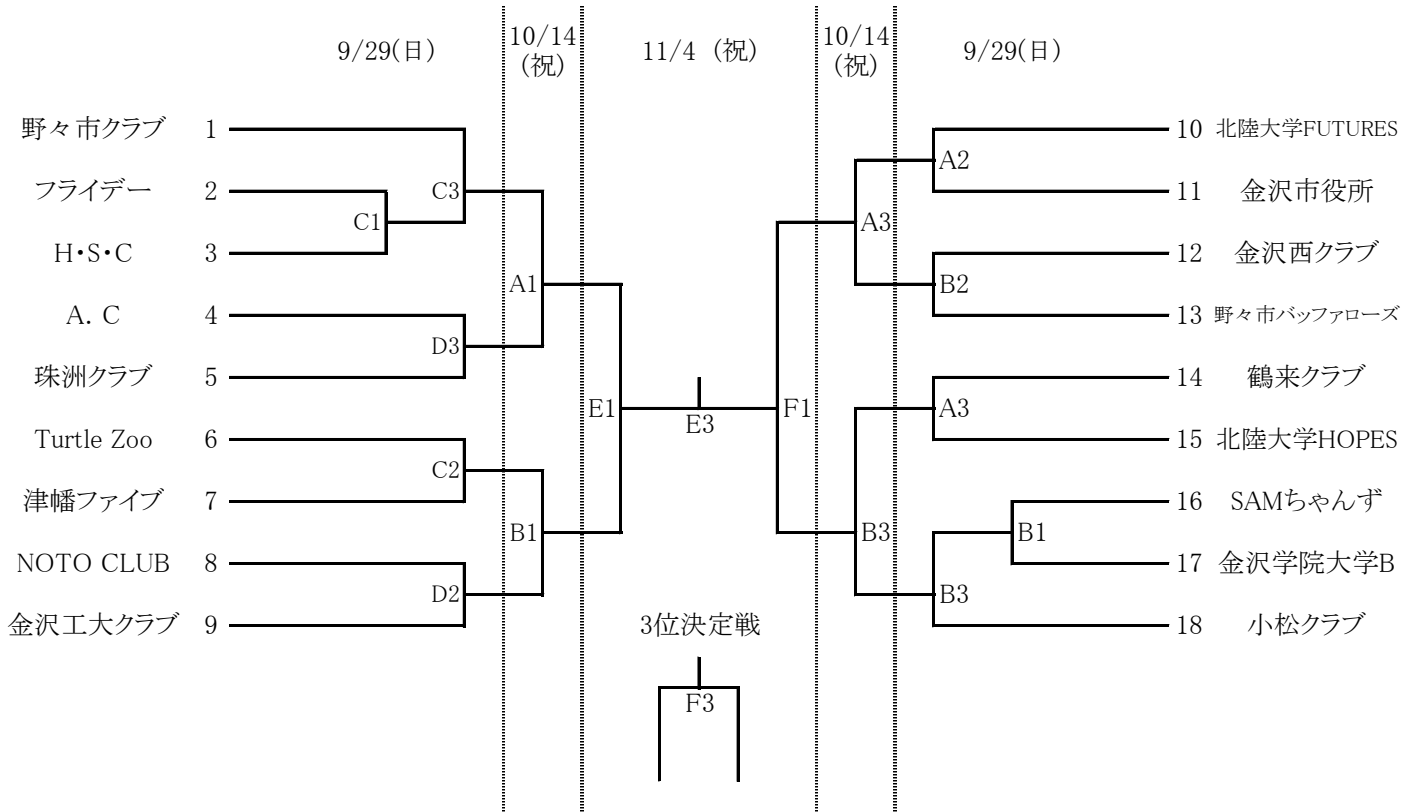 9/29(日)
10/14
(祝)
11/4 (祝)
10/14
(祝)
9/29(日)
野々市クラブ 1
フライデー 2
H・S・C 3
A. C 4
珠洲クラブ 5
Turtle Zoo 6
津幡ファイブ 7
NOTO CLUB 8
金沢工大クラブ 9
C1
C3
D3
C2
D2
A1
B1
E1
E3
3位決定戦
F3
F1
A3
B3
A2
B2
A3
B1
B3
10 北陸大学FUTURES
11 金沢市役所
12 金沢西クラブ
13 野々市バッファローズ
14 鶴来クラブ
15 北陸大学HOPES
16 SAMちゃんず
17 金沢学院大学B
18 小松クラブ